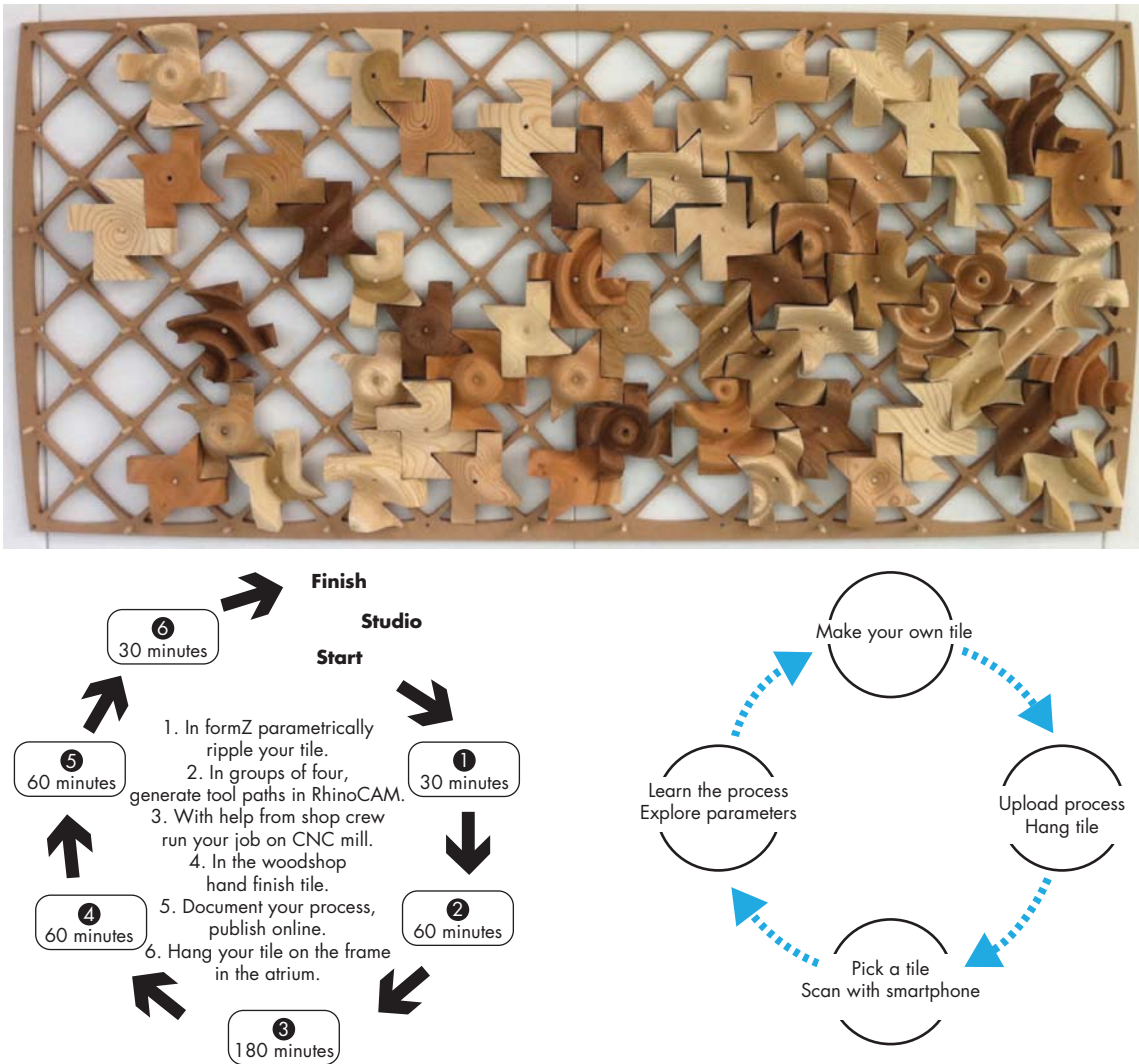 Finish
Studio
Start
6
30 minutes
5
60 minutes
1
30 minutes
4
60 minutes
2
60 minutes
3
180 minutes
1. In formZ parametrically
ripple your tile.
2. In groups of four,
generate tool paths in RhinoCAM.
3. With help from shop crew
run your job on CNC mill.
4. In the woodshop
hand finish tile.
5. Document your process,
publish online.
6. Hang your tile on the frame
in the atrium.
Make your own tile
Learn the process
Explore parameters
Upload process
Hang tile
Pick a tile
Scan with smartphone